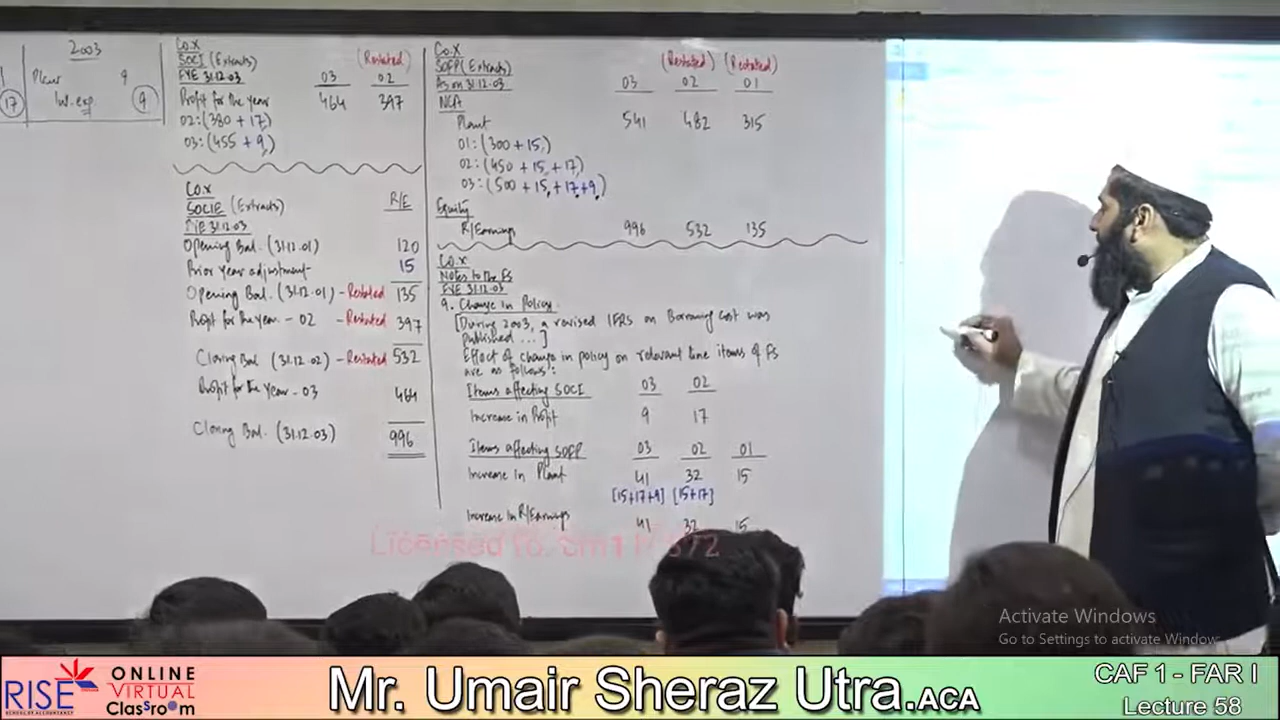 2003
Plant 9
Int. exp 9
17
Co. X
SOCI (Extracts) (Restated)
FYE 31.12.03 03 02
Profit for the year 464 397
02: (380 + 17)
03: (455 + 9)
Co. X
SOCIE (Extracts) R/E
FYE 31.12.03
Opening Bal. (31.12.01) 120
Prior year adjustment 15
Opening Bal. (31.12.01) - Restated 135
Profit for the year - 02 Restated 397
Closing Bal (31.12.02) - Restated 532
Profit for the year - 03 464
Closing Bal. (31.12.03) 996
Co. X
SOFP (Extracts) (Restated) (Restated)
As on 31.12.03 03 02 01
NCA
Plant 541 482 315
01: (300 + 15)
02: (450 + 15 + 17)
03: (500 + 15 + 17 + 9)
Equity
R/Earnings 996 532 135
Co. X
Notes to the FS
FYE 31.12.03
9. Change in Policy
[During 2003, a revised IFRS on Borrowing Cost was
published ... ]
Effect of change in policy on relevant line items of FS
are as follows:
Items affecting SOCI 03 02
Increase in Profit 9 17
Items affecting SOFP 03 02 01
Increase in Plant 41 32 15
[15+17+9] [15+17]
Increase in R/Earnings 41 32 15
Licensed To:
Activate Windows
Go to Settings to activate Window
RISE
SCHOOL OF ACCOUNTANCY
ONLINE
VIRTUAL
Classroom
Mr. Umair Sheraz Utra.ACA
CAF 1 - FAR I
Lecture 58